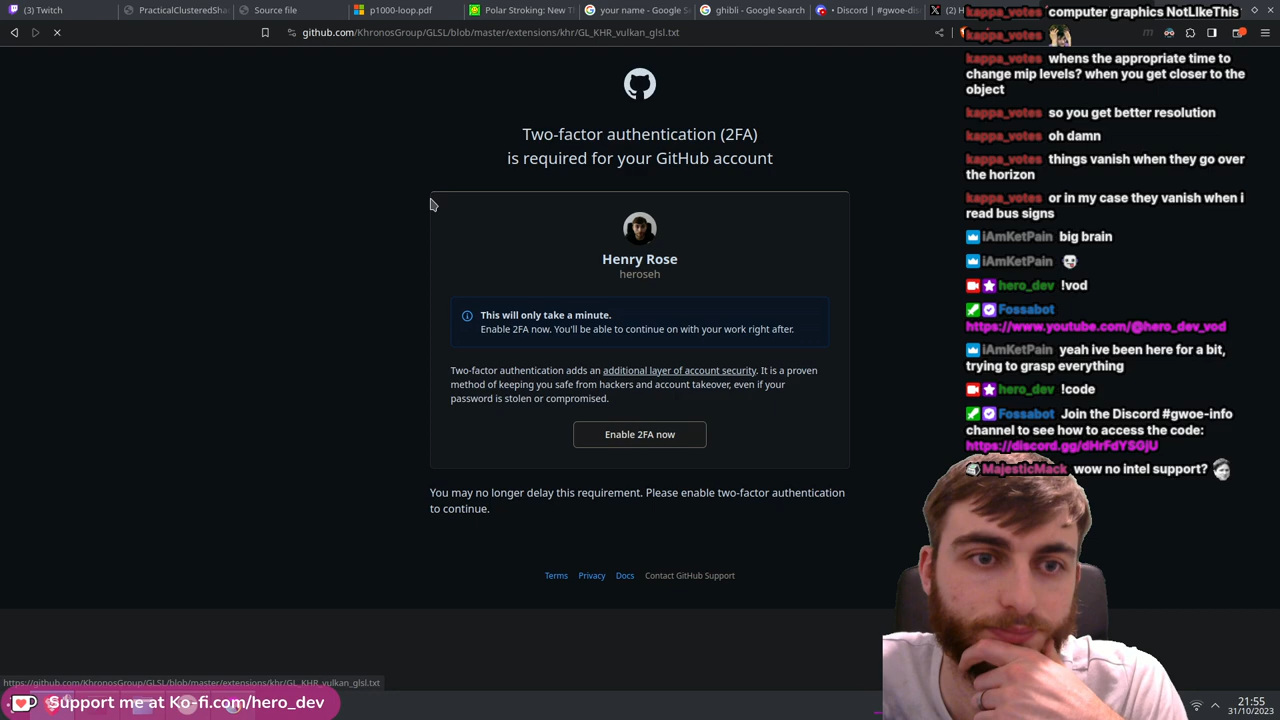 (3) Twitch
PracticalClusteredSha
Source file
p1000-loop.pdf
Polar Stroking: New Th
your name - Google S
ghibli - Google Search
• Discord | #gwoe-dis
(2) H
github.com/KhronosGroup/GLSL/blob/master/extensions/khr/GL_KHR_vulkan_glsl.txt
Two-factor authentication (2FA)
is required for your GitHub account
Henry Rose
heroseh
This will only take a minute.
Enable 2FA now. You'll be able to continue on with your work right after.
Two-factor authentication adds an additional layer of account security. It is a proven
method of keeping you safe from hackers and account takeover, even if your
password is stolen or compromised.
Enable 2FA now
You may no longer delay this requirement. Please enable two-factor authentication
to continue.
Terms Privacy Docs Contact GitHub Support
https://github.com/KhronosGroup/GLSL/blob/master/extensions/khr/GL_KHR_vulkan_glsl.txt
Support me at Ko-fi.com/hero_dev
kappa_votes computer graphics NotLikeThis
kappa_votes
kappa_votes whens the appropriate time to
change mip levels? when you get closer to the
object
kappa_votes so you get better resolution
kappa_votes oh damn
kappa_votes things vanish when they go over
the horizon
kappa_votes or in my case they vanish when i
read bus signs
iAmKetPain big brain
iAmKetPain
hero_dev !vod
Fossabot
https://www.youtube.com/@hero_dev_vod
iAmKetPain yeah ive been here for a bit,
trying to grasp everything
hero_dev !code
Fossabot Join the Discord #gwoe-info
channel to see how to access the code:
https://discord.gg/dHrFdYSGjU
MajesticMack wow no intel support?
21:55
31/10/2023